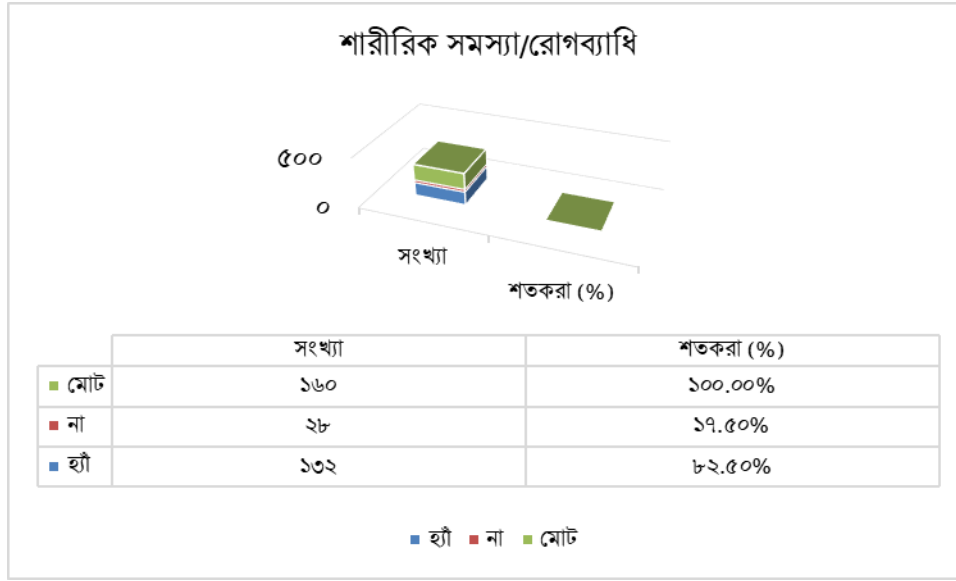 শারীরিক সমস্যা/রোগব্যাধি
৫০০
০
সংখ্যা
শতকরা (%)
সংখ্যা শতকরা (%)
মোট ১৬০ ১০০.০০%
না ২৮ ১৭.৫০%
হ্যাঁ ১৩২ ৮২.৫০%
হ্যাঁ না মোট